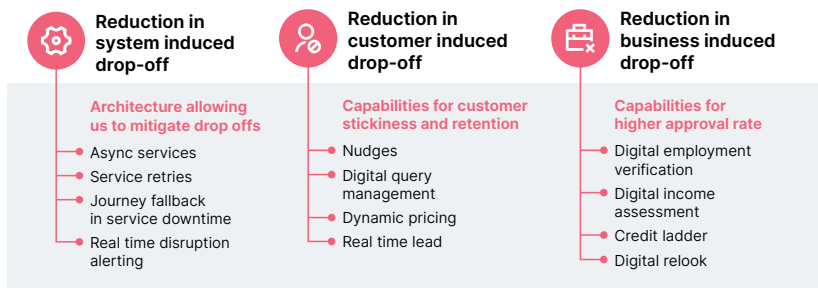 Reduction in
system induced
drop-off
Architecture allowing
us to mitigate drop offs
Async services
Service retries
Journey fallback
in service downtime
Real time disruption
alerting
Reduction in
customer induced
drop-off
Capabilities for customer
stickiness and retention
Nudges
Digital query
management
Dynamic pricing
Real time lead
Reduction in
business induced
drop-off
Capabilities for
higher approval rate
Digital employment
verification
Digital income
assessment
Credit ladder
Digital relook